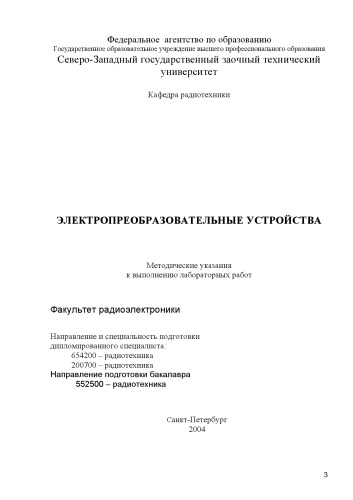 Федеральное агентство по образованию
Государственное образовательное учреждение высшего профессионального образования
Северо-Западный государственный заочный технический
университет
Кафедра радиотехники
ЭЛЕКТРОПРЕОБРАЗОВАТЕЛЬНЫЕ УСТРОЙСТВА
Методические указания
к выполнению лабораторных работ
Факультет радиоэлектроники
Направление и специальность подготовки
дипломированного специалиста:
654200 – радиотехника
200700 – радиотехника
Направление подготовки бакалавра
552500 – радиотехника
Санкт-Петербург
2004
3